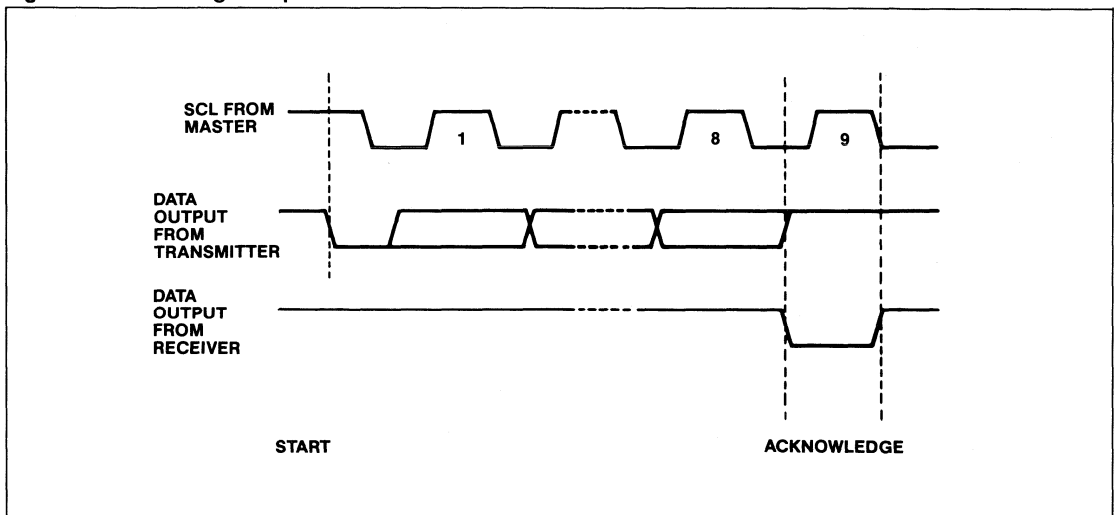 SCL FROM
MASTER
1
8
9
DATA
OUTPUT
FROM
TRANSMITTER
DATA
OUTPUT
FROM
RECEIVER
START
ACKNOWLEDGE